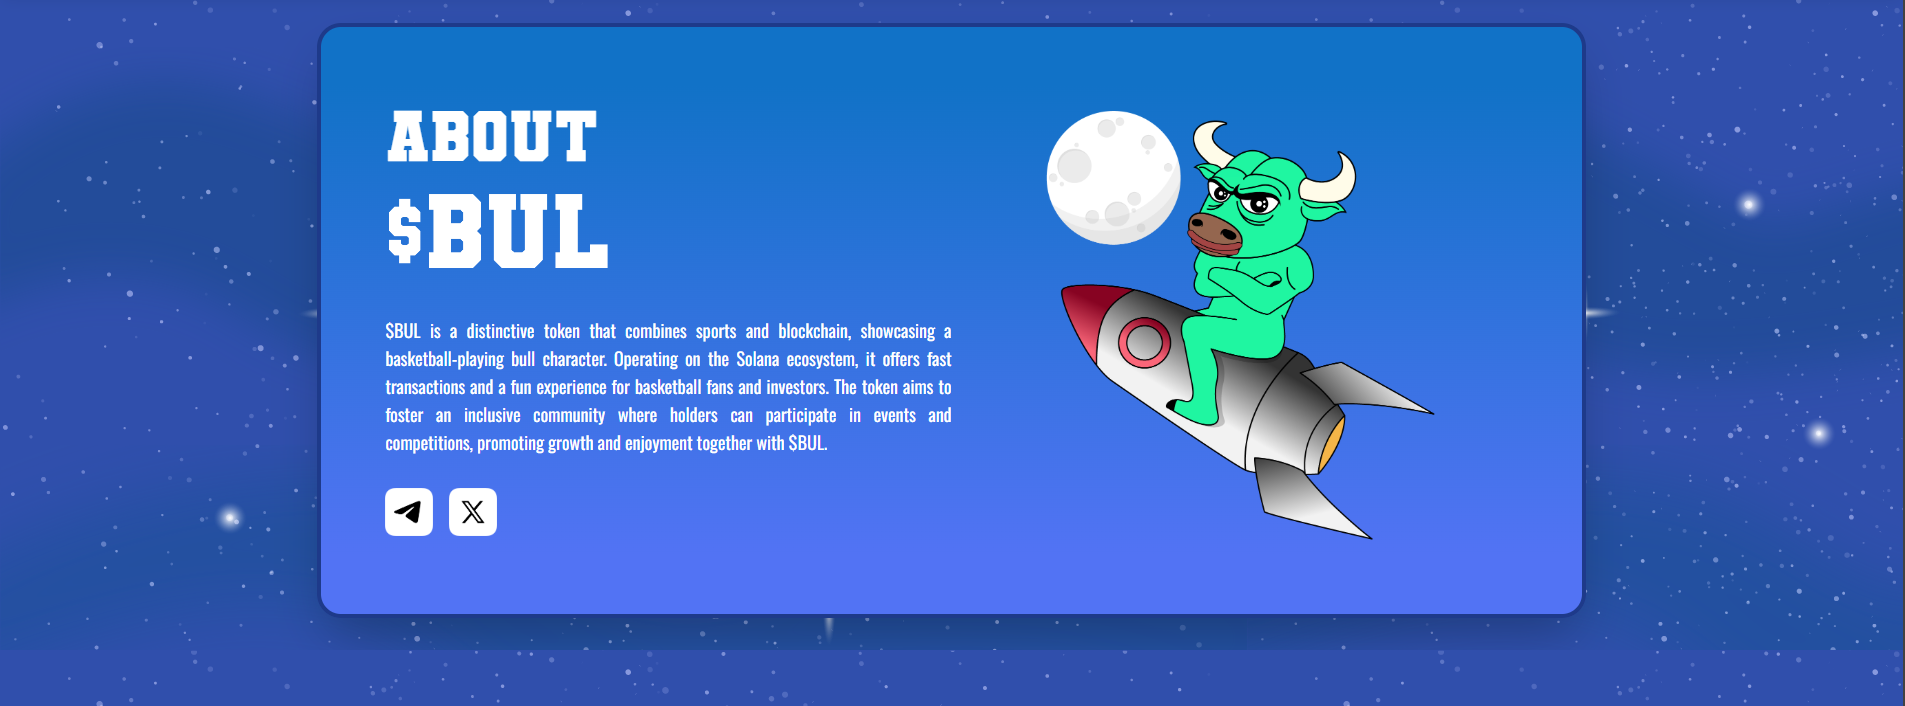 ABOUT
$BUL
$BUL is a distinctive token that combines sports and blockchain, showcasing a
basketball-playing bull character. Operating on the Solana ecosystem, it offers fast
transactions and a fun experience for basketball fans and investors. The token aims to
foster an inclusive community where holders can participate in events and
competitions, promoting growth and enjoyment together with $BUL.